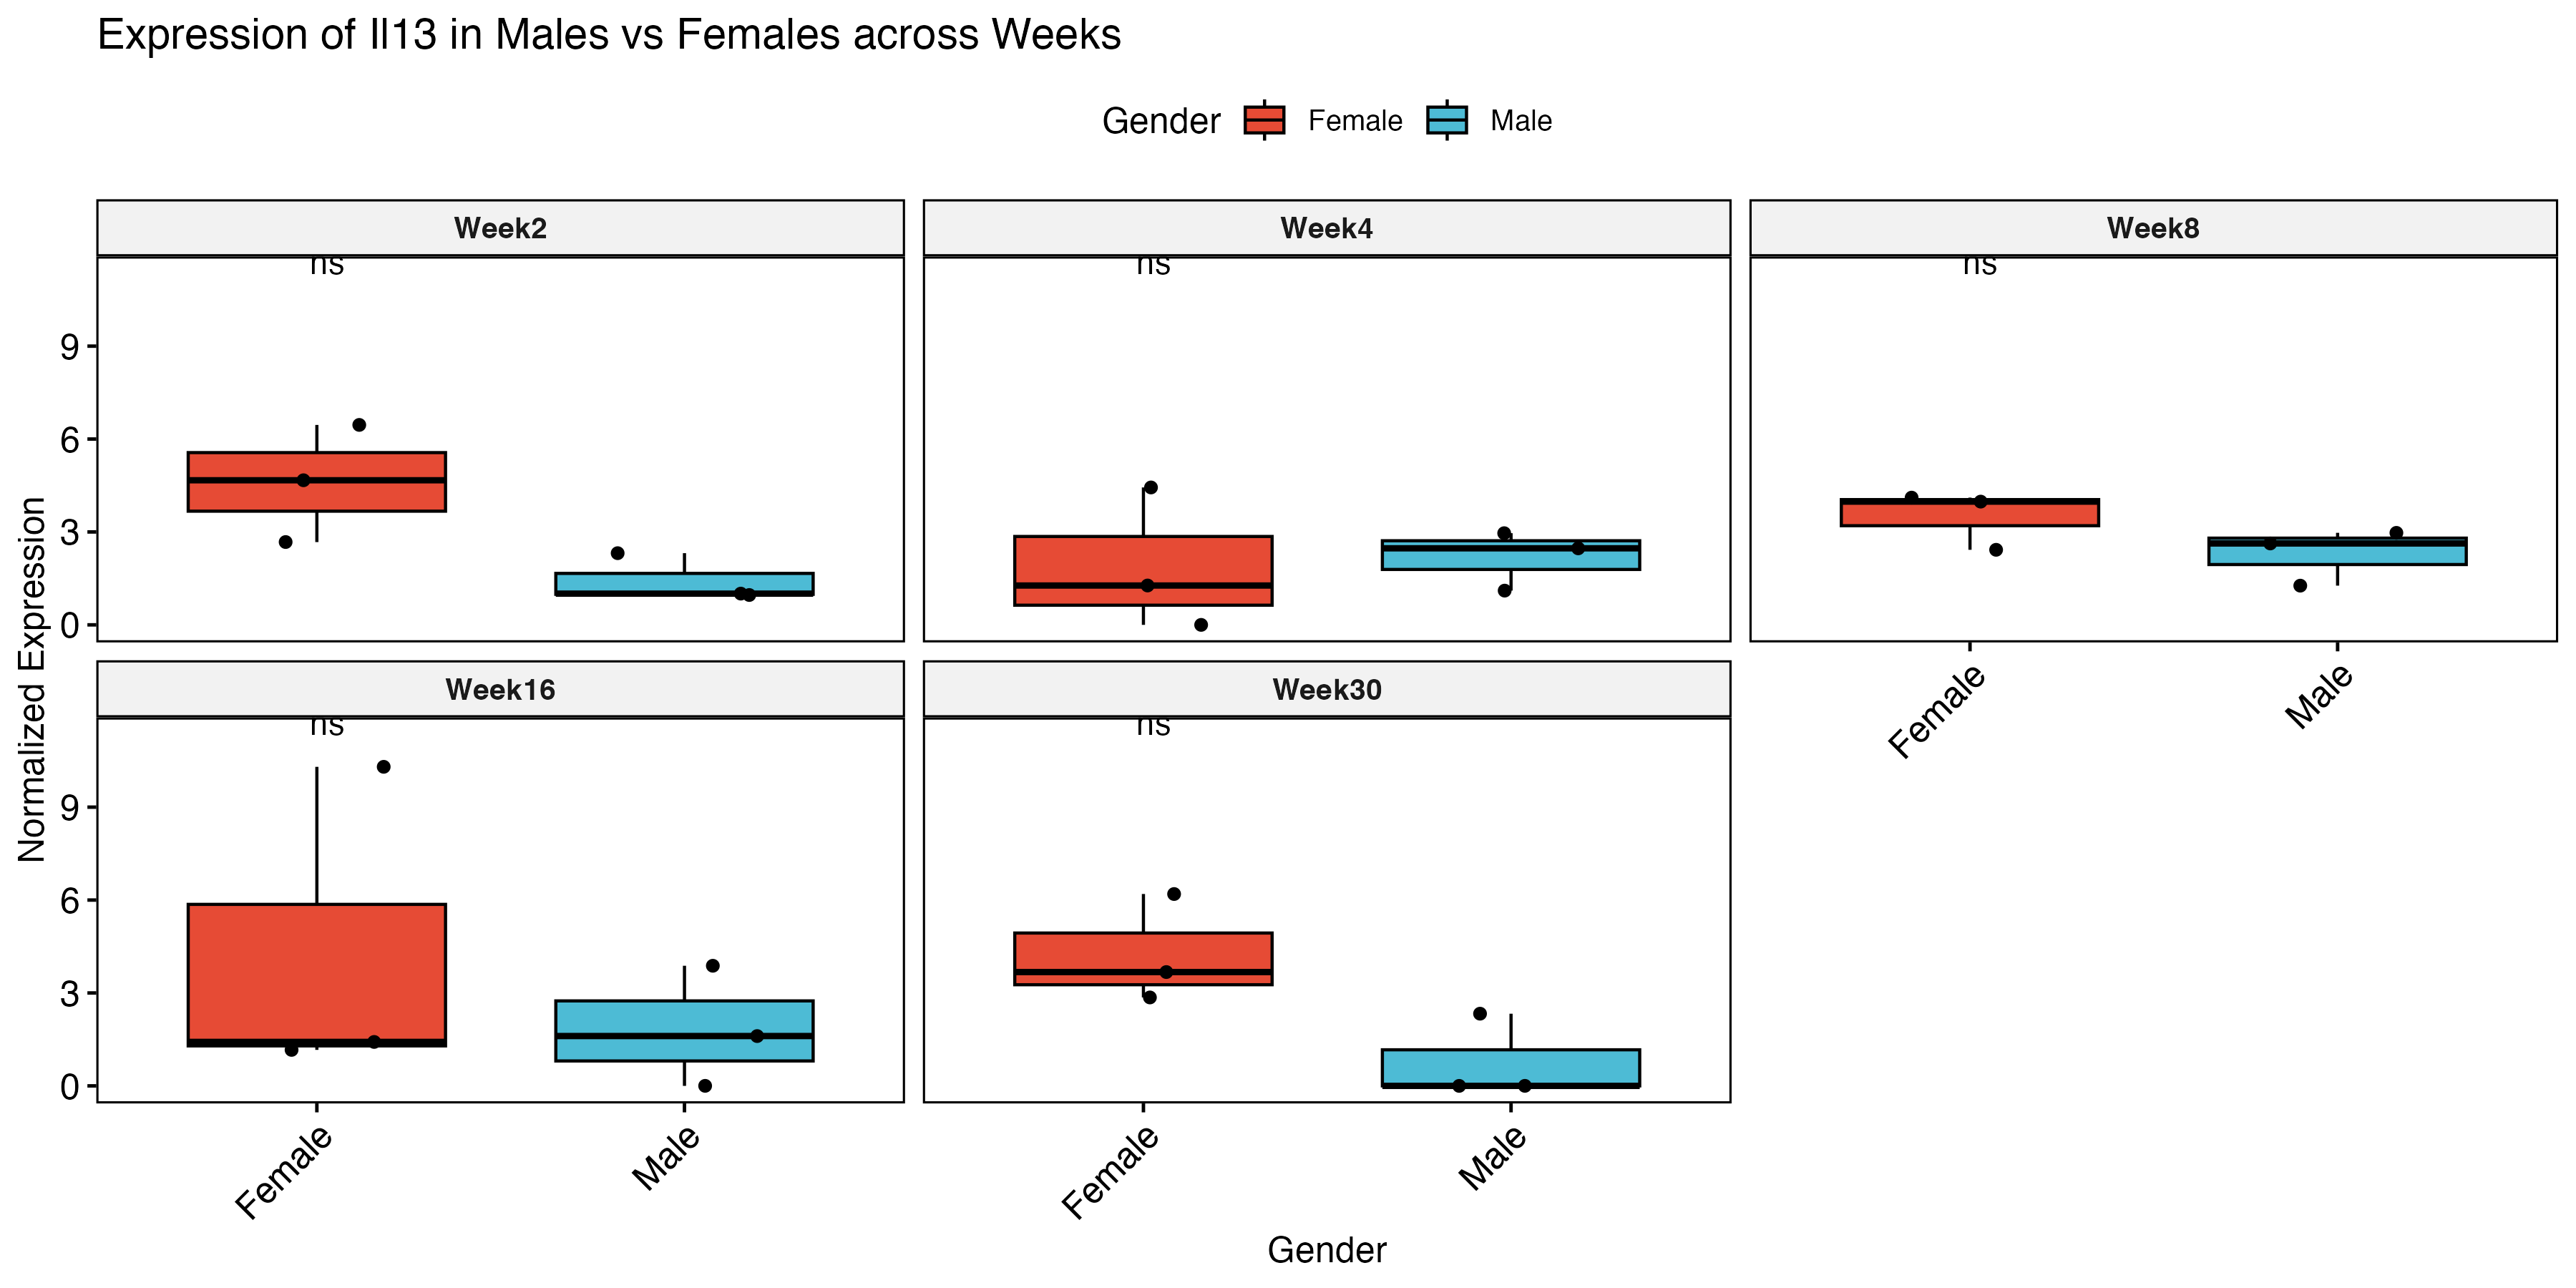 Expression of Il13 in Males vs Females across Weeks
Gender Female Male
Week2 Week4 Week8
ns ns ns
9
6
3
0
Normalized Expression
Female Male
Week16 Week30
ns ns
9
6
3
0
Female Male Female Male
Gender